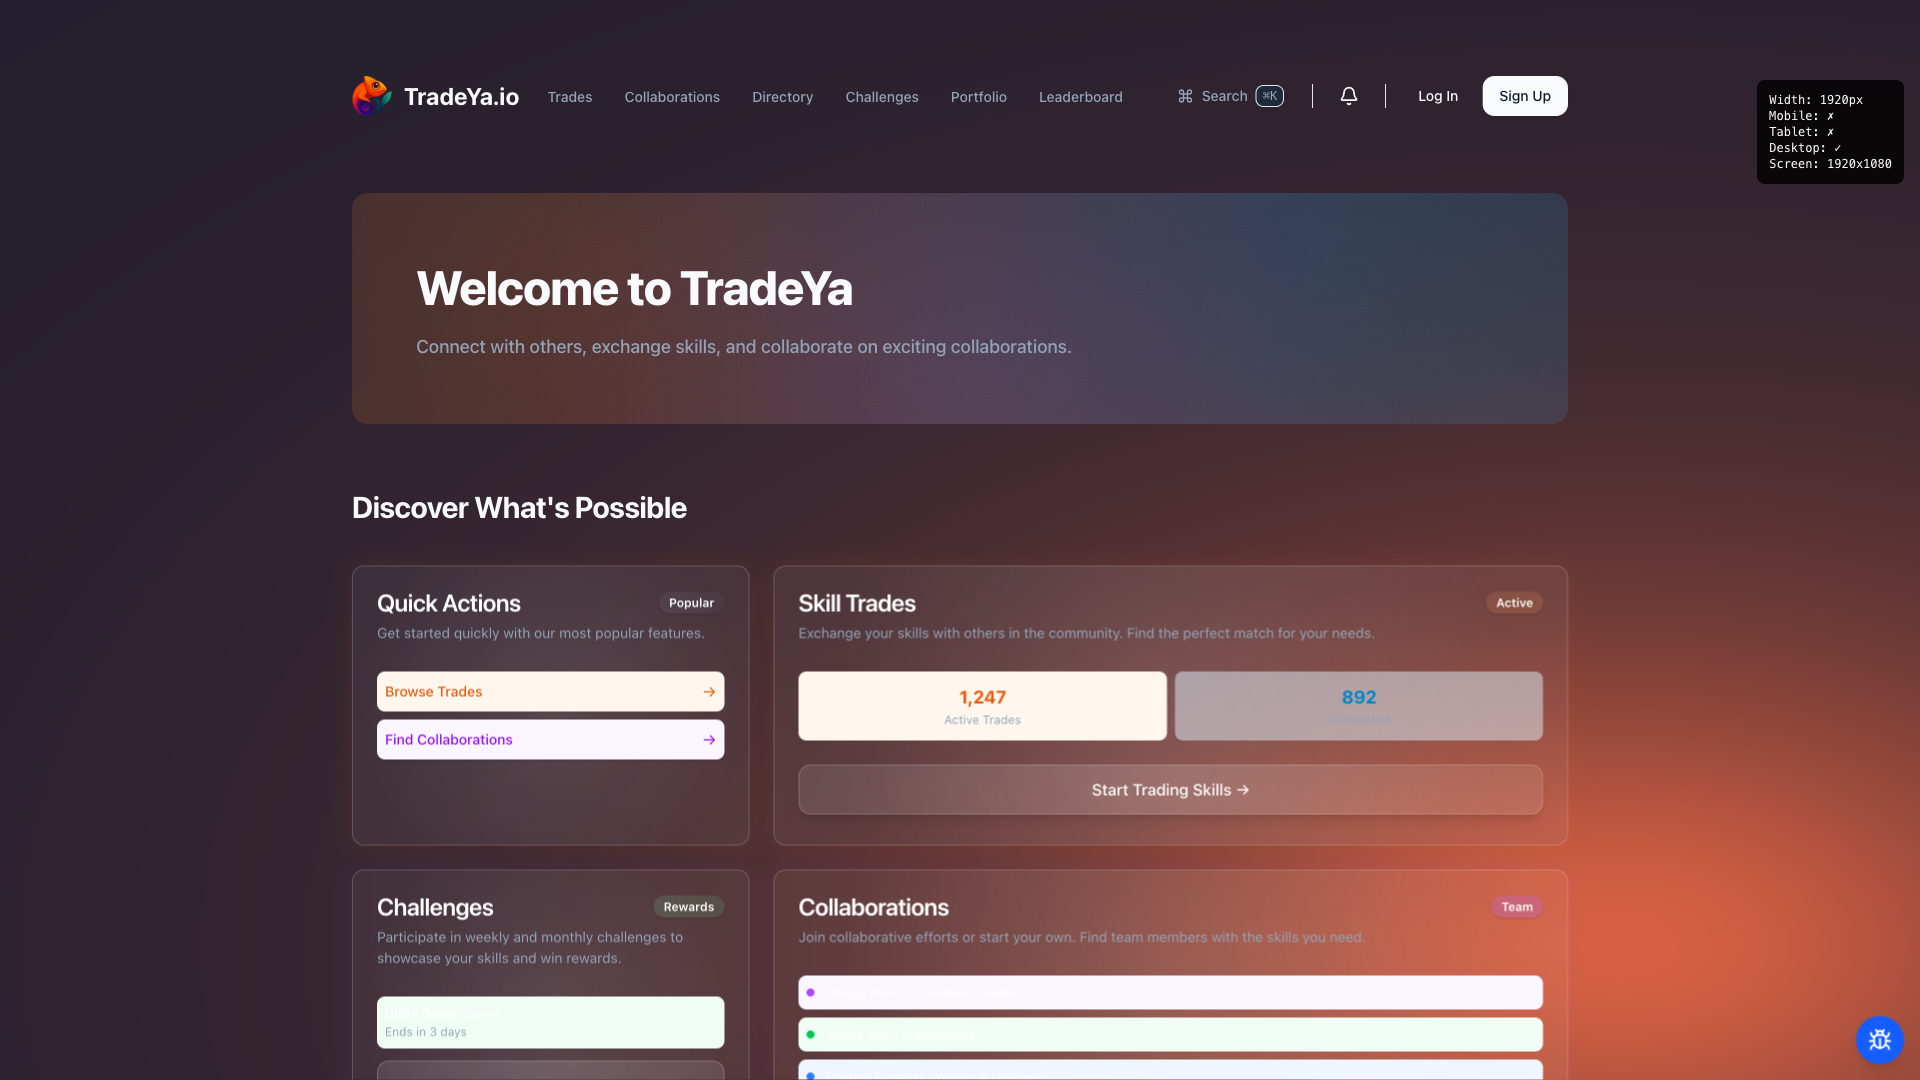 TradeYa.io
Trades
Collaborations
Directory
Challenges
Portfolio
Leaderboard
⌘ Search ⌘K
Log In
Sign Up
Width: 1920px
Mobile: ✗
Tablet: ✗
Desktop: ✓
Screen: 1920x1080
Welcome to TradeYa
Connect with others, exchange skills, and collaborate on exciting collaborations.
Discover What's Possible
Quick Actions
Popular
Get started quickly with our most popular features.
Browse Trades →
Find Collaborations →
Skill Trades
Active
Exchange your skills with others in the community. Find the perfect match for your needs.
1,247
Active Trades
892
Completed
Start Trading Skills →
Challenges
Rewards
Participate in weekly and monthly challenges to
showcase your skills and win rewards.
Ends in 3 days
Collaborations
Team
Join collaborative efforts or start your own. Find team members with the skills you need.